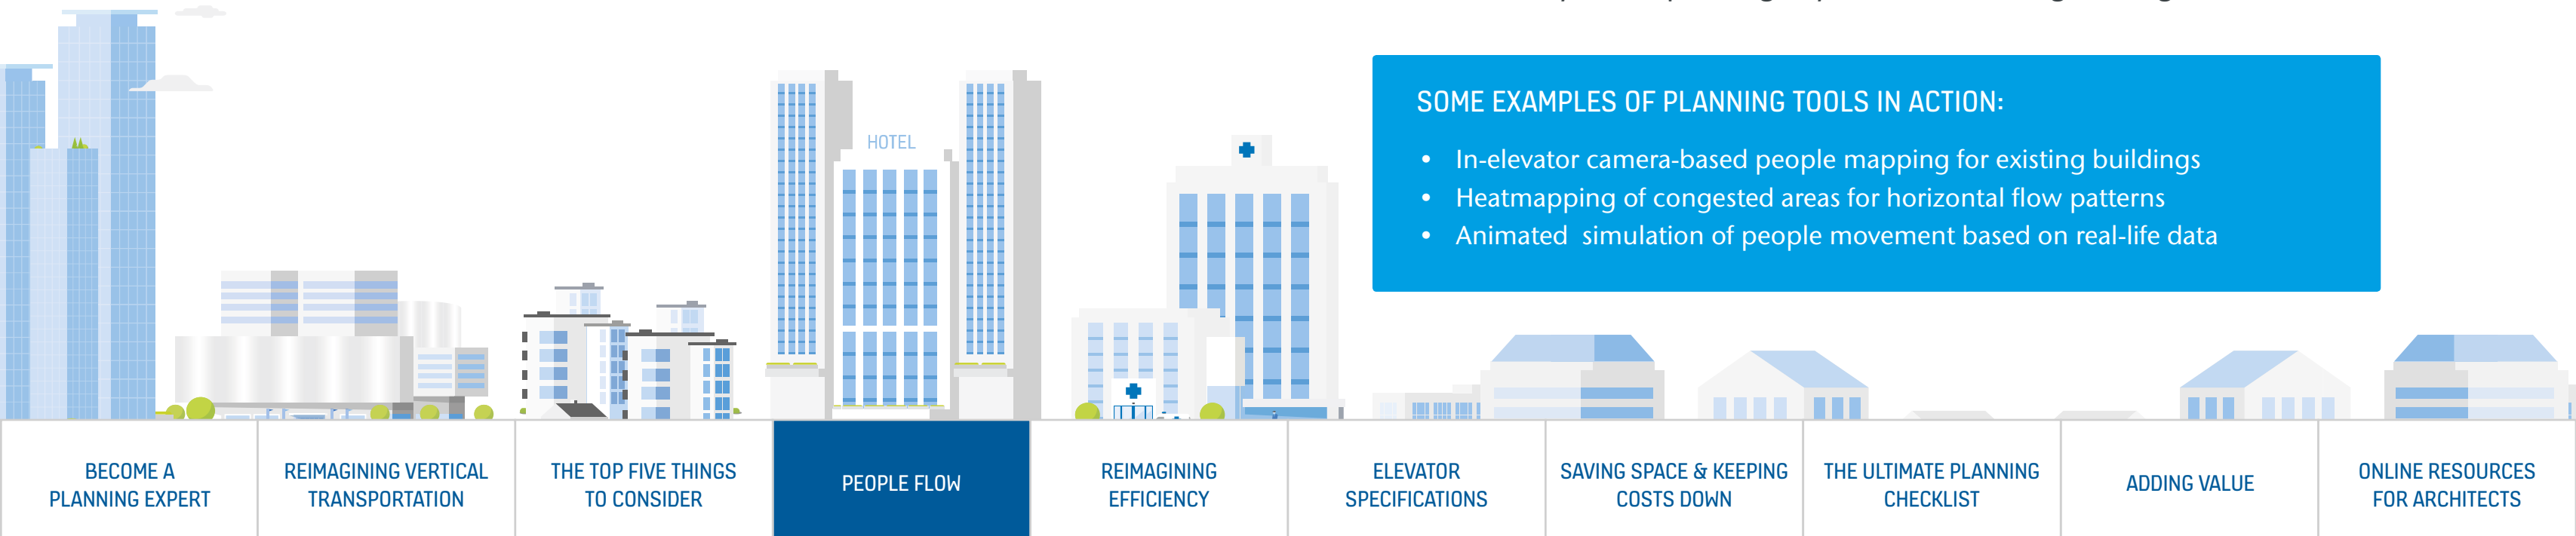 SOME EXAMPLES OF PLANNING TOOLS IN ACTION:
• In-elevator camera-based people mapping for existing buildings
• Heatmapping of congested areas for horizontal flow patterns
• Animated simulation of people movement based on real-life data
HOTEL
BECOME A
PLANNING EXPERT
REIMAGINING VERTICAL
TRANSPORTATION
THE TOP FIVE THINGS
TO CONSIDER
PEOPLE FLOW
REIMAGINING
EFFICIENCY
ELEVATOR
SPECIFICATIONS
SAVING SPACE & KEEPING
COSTS DOWN
THE ULTIMATE PLANNING
CHECKLIST
ADDING VALUE
ONLINE RESOURCES
FOR ARCHITECTS